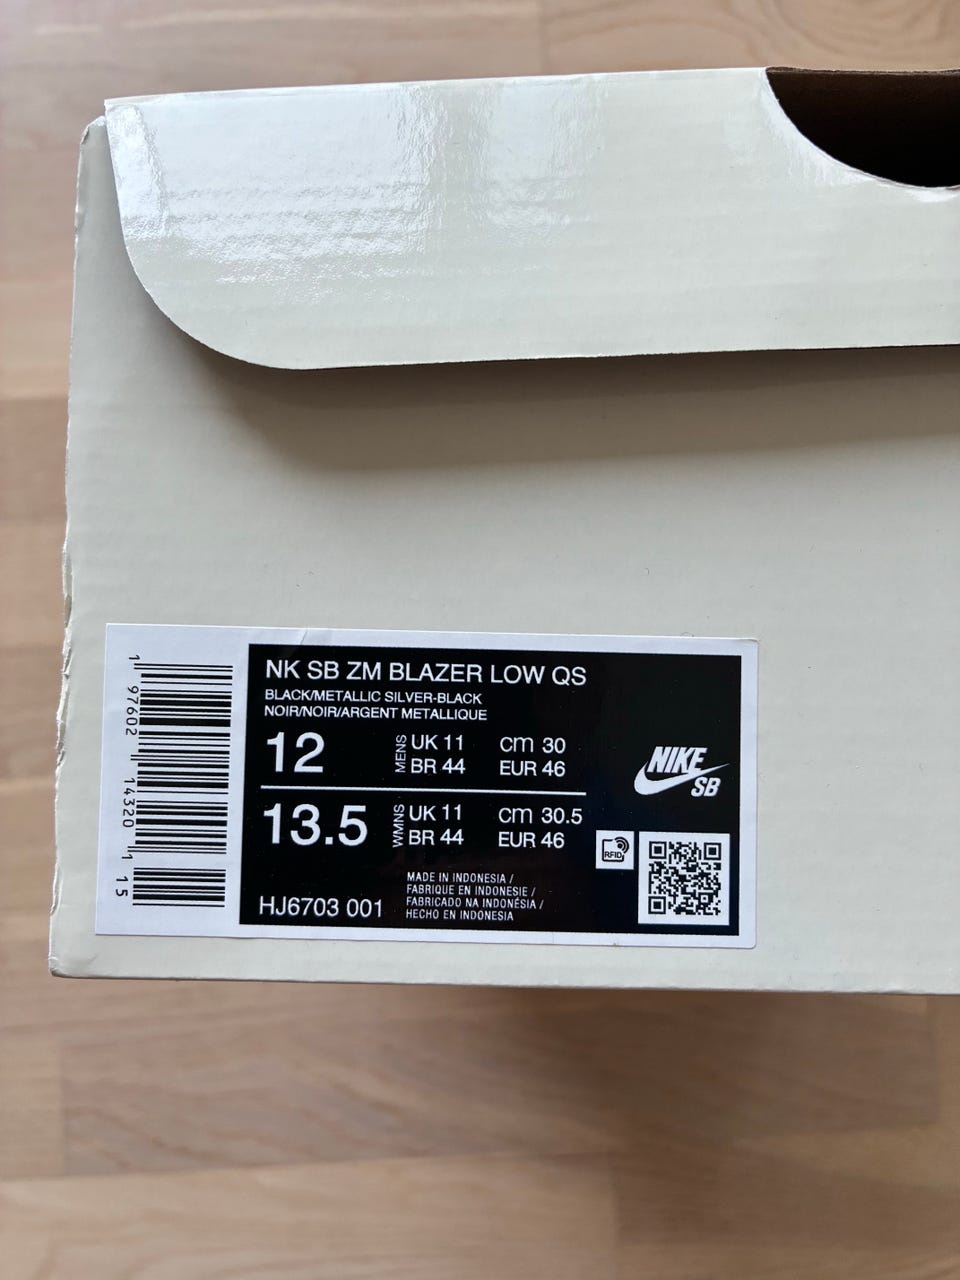 NK SB ZM BLAZER LOW QS
BLACK/METALLIC SILVER-BLACK
NOIR/NOIR/ARGENT METALLIQUE
12 MENS UK 11 cm 30
BR 44 EUR 46
13.5 WMNS UK 11 cm 30.5
BR 44 EUR 46
HJ6703 001
MADE IN INDONESIA /
FABRIQUE EN INDONESIE /
FABRICADO NA INDONÉSIA /
HECHO EN INDONESIA
NIKE
SB
RFID
1 97602 14320 1 15